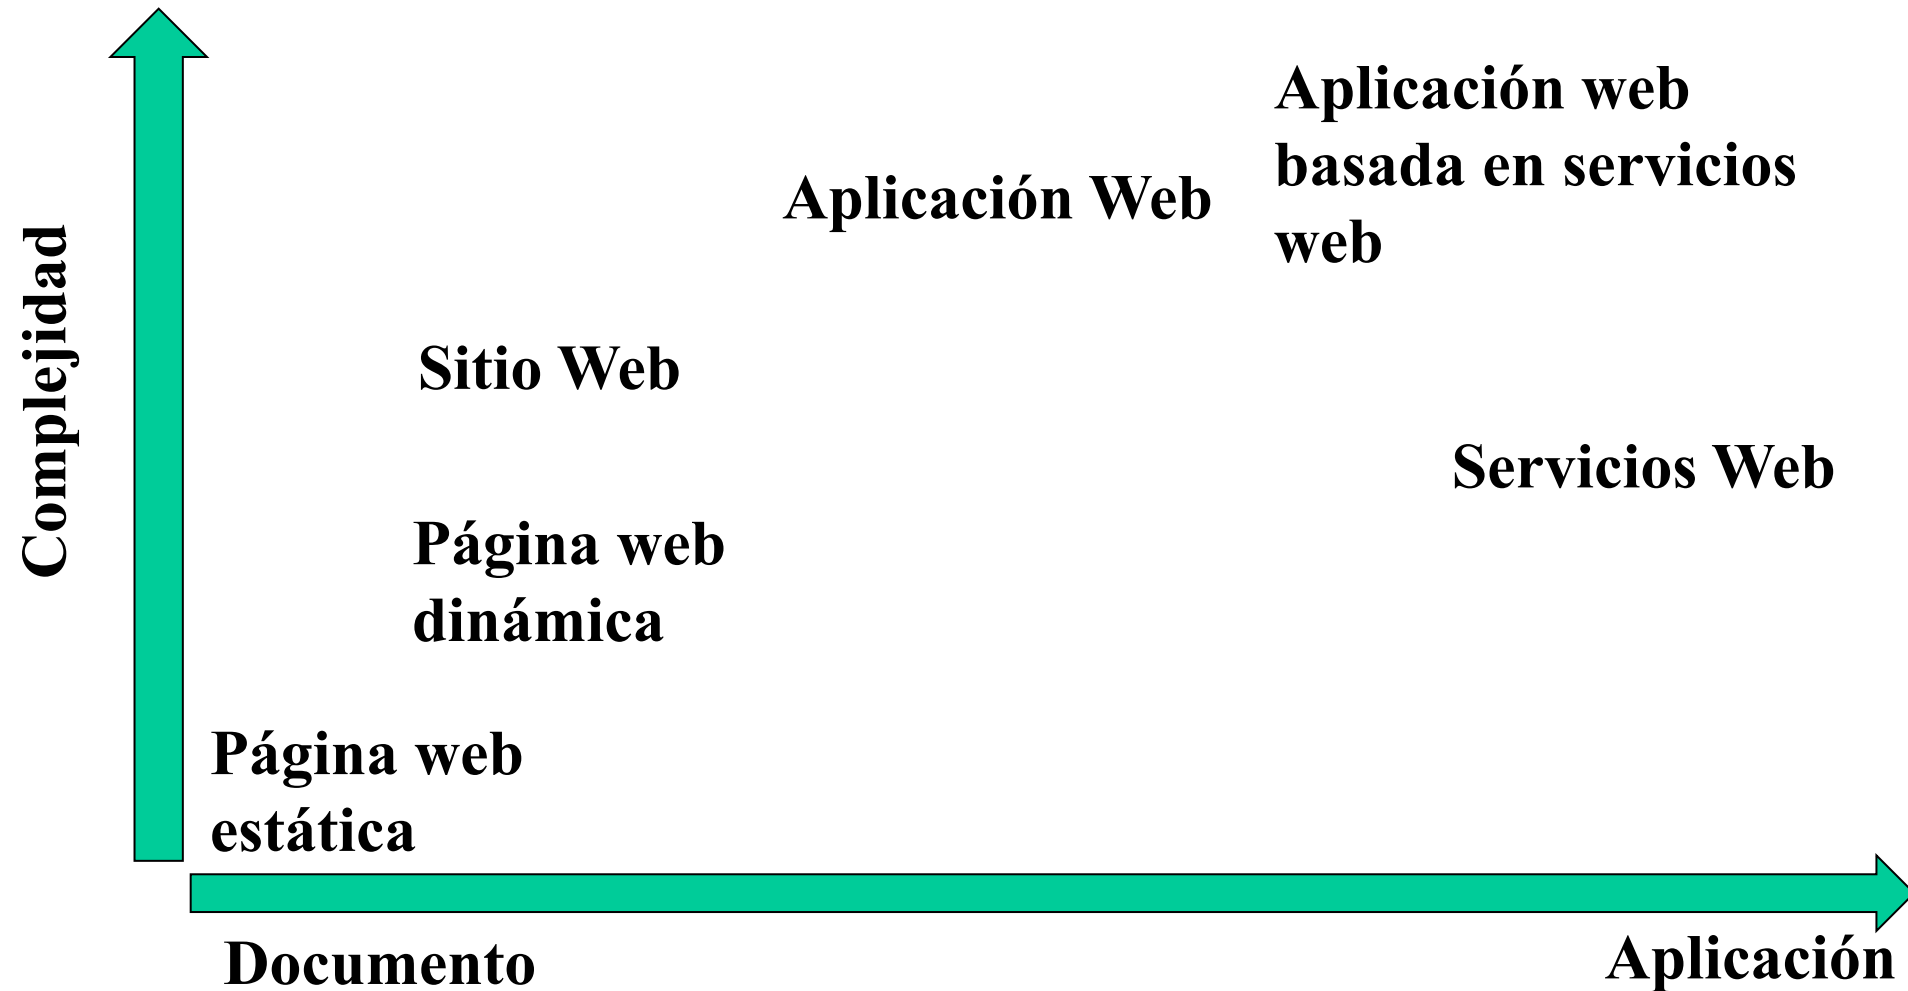 Complejidad
Aplicación web
basada en servicios
web
Aplicación Web
Sitio Web
Servicios Web
Página web
dinámica
Página web
estática
Documento
Aplicación